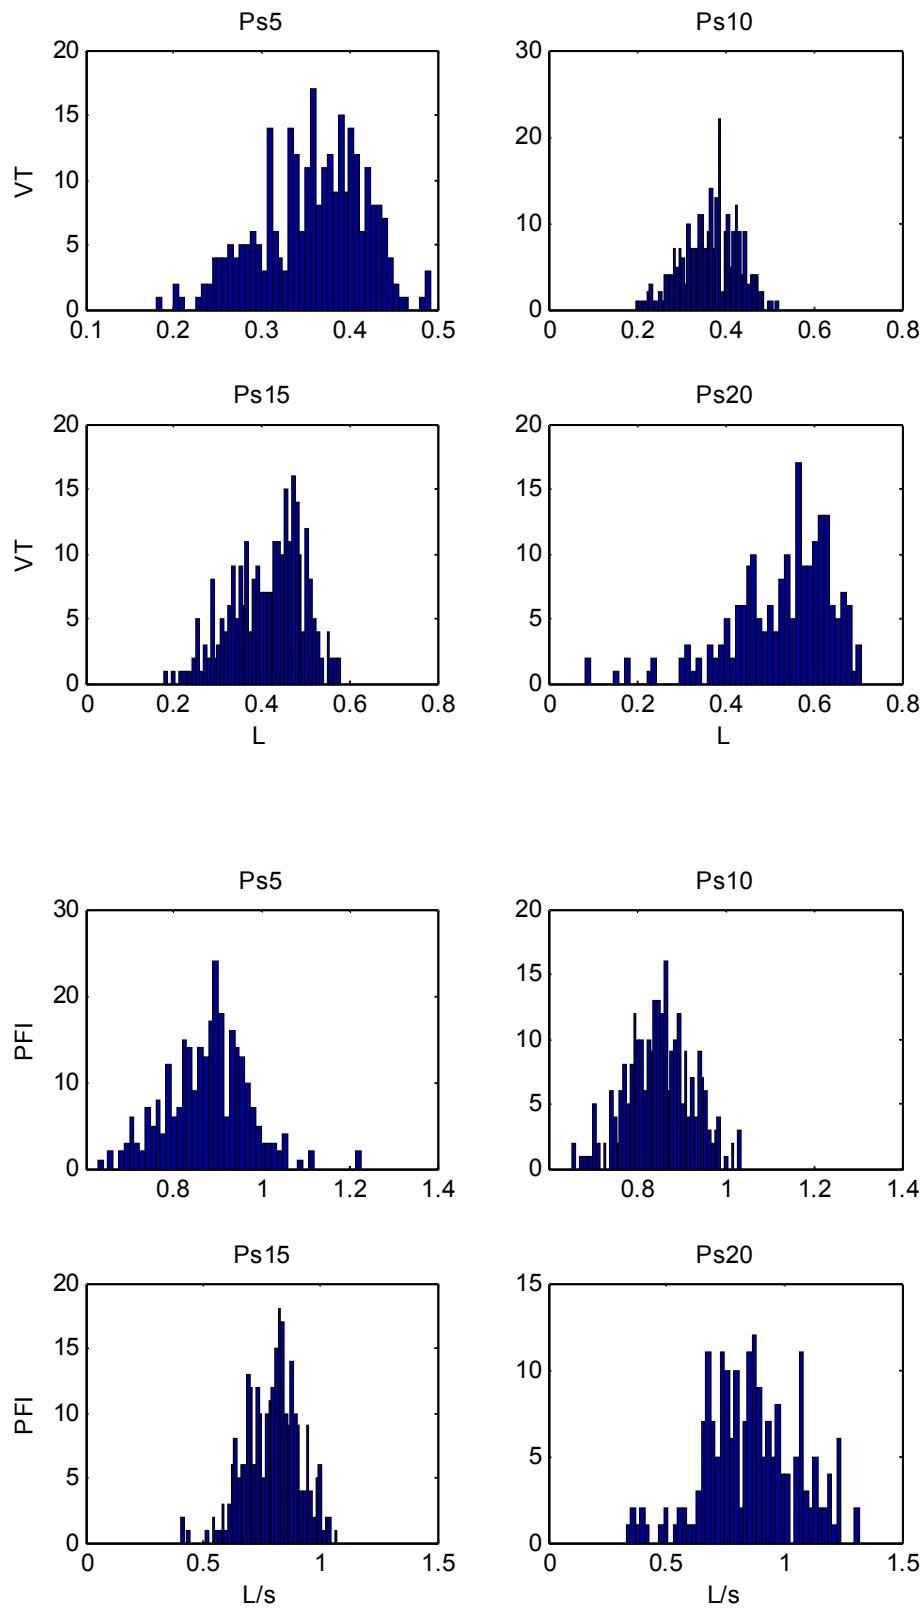 Ps5 Ps10
20 30
15
VT 10 20
5 10
0 0
0.1 0.2 0.3 0.4 0.5 0 0.2 0.4 0.6 0.8
Ps15 Ps20
20 20
15 15
VT 10 10
5 5
0 0
0 0.2 0.4 0.6 0.8 0 0.2 0.4 0.6 0.8
L L
Ps5 Ps10
30 20
15
PFI 20 10
10 5
0 0
0.8 1 1.2 1.4 0.8 1 1.2 1.4
Ps15 Ps20
20 15
15 10
PFI 10 5
5
0 0
0 0.5 1 1.5 0 0.5 1 1.5
L/s L/s